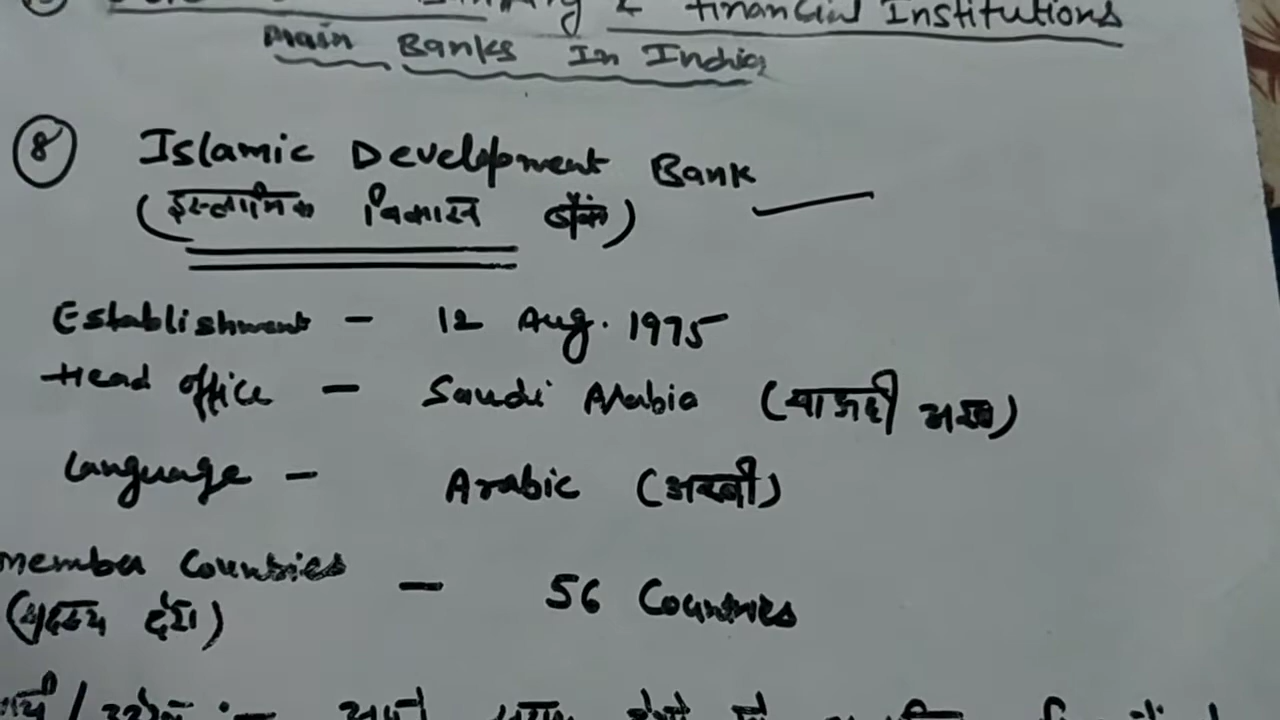 & Financial Institutions
Main Banks In India
8 Islamic Development Bank
(इस्लामिक विकास बैंक)
Establishment - 12 Aug. 1975
Head office - Saudi Arabia (साऊदी अरब)
Language - Arabic (अरबी)
member Countries - 56 Countries
(सदस्य देश)